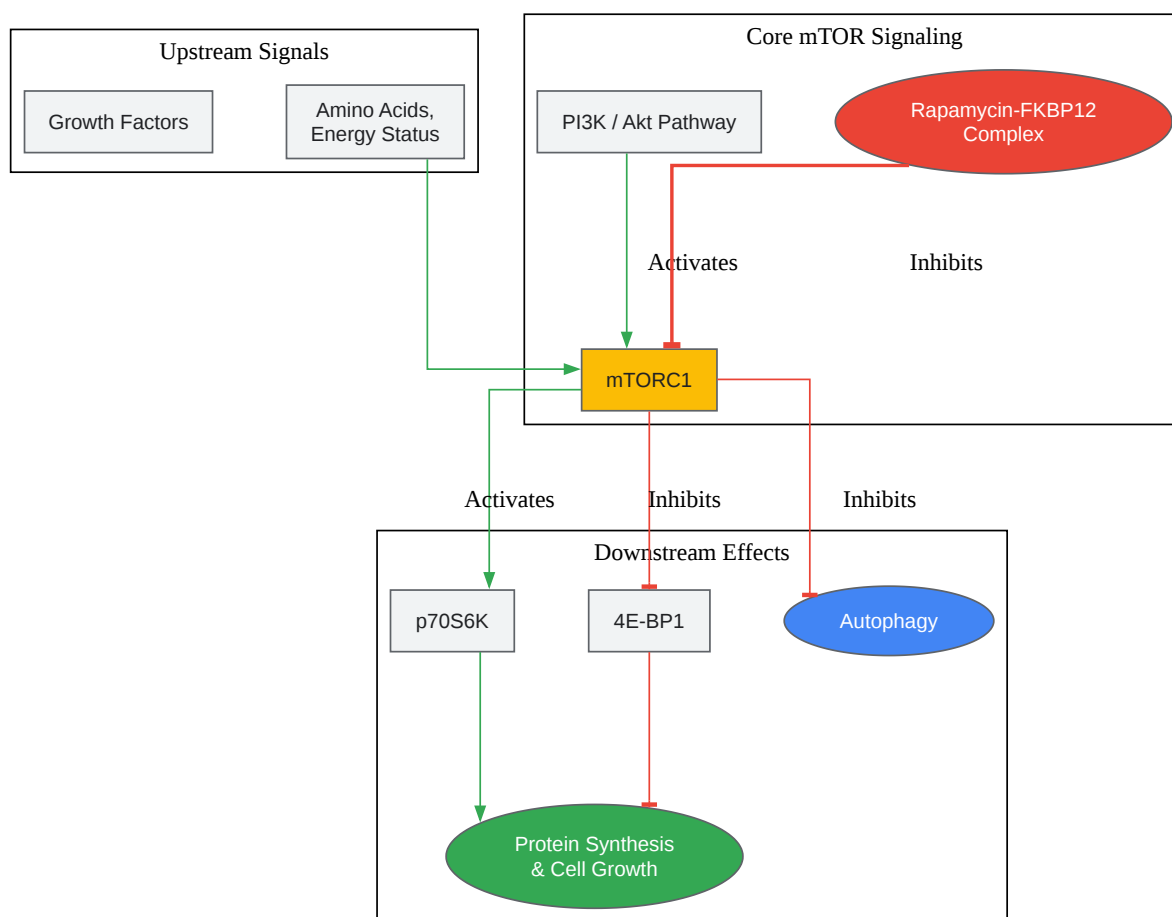 Upstream Signals
Growth Factors
Amino Acids,
Energy Status
Core mTOR Signaling
PI3K / Akt Pathway
Rapamycin-FKBP12
Complex
Activates
Inhibits
mTORC1
Activates
Inhibits
Inhibits
Downstream Effects
p70S6K
4E-BP1
Autophagy
Protein Synthesis
& Cell Growth